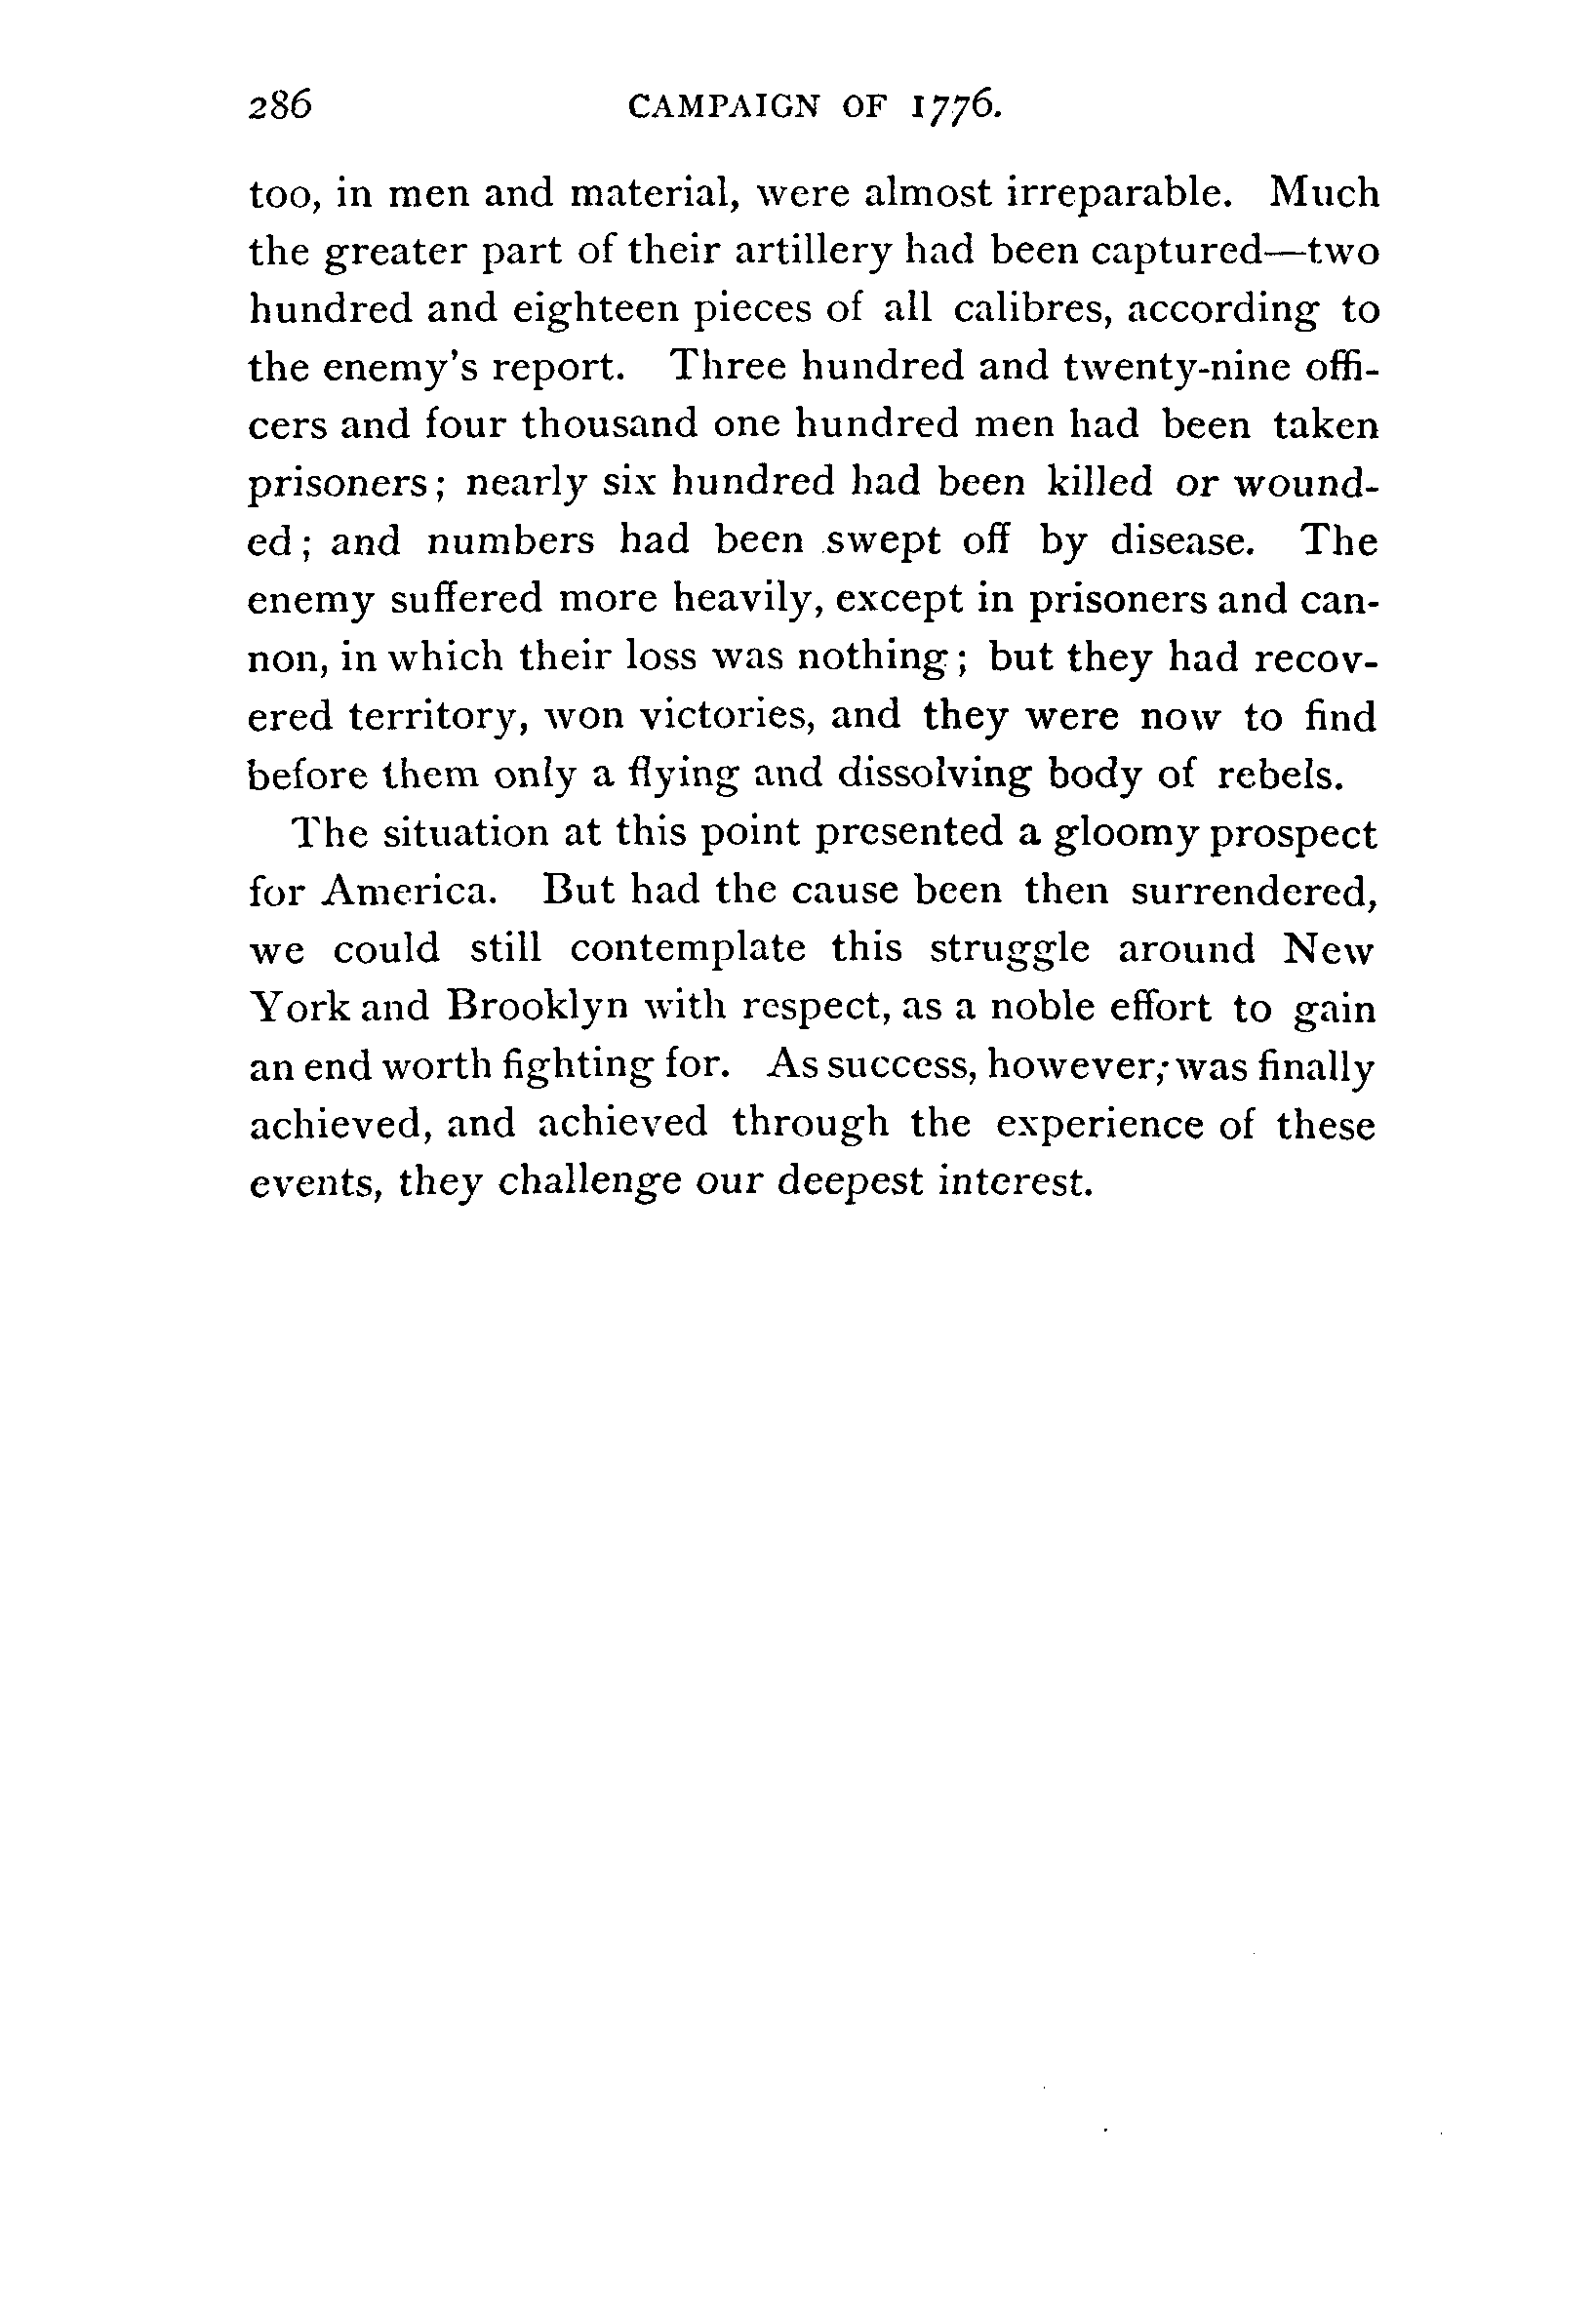 286 CAMPAIGN OF 1776.
too, in men and material, were almost irreparable. Much
the greater part of their artillery had been captured—two
hundred and eighteen pieces of all calibres, according to
the enemy's report. Three hundred and twenty-nine offi-
cers and four thousand one hundred men had been taken
prisoners; nearly six hundred had been killed or wound-
ed; and numbers had been swept off by disease. The
enemy suffered more heavily, except in prisoners and can-
non, in which their loss was nothing; but they had recov-
ered territory, won victories, and they were now to find
before them only a flying and dissolving body of rebels.
The situation at this point presented a gloomy prospect
for America. But had the cause been then surrendered,
we could still contemplate this struggle around New
York and Brooklyn with respect, as a noble effort to gain
an end worth fighting for. As success, however, was finally
achieved, and achieved through the experience of these
events, they challenge our deepest interest.